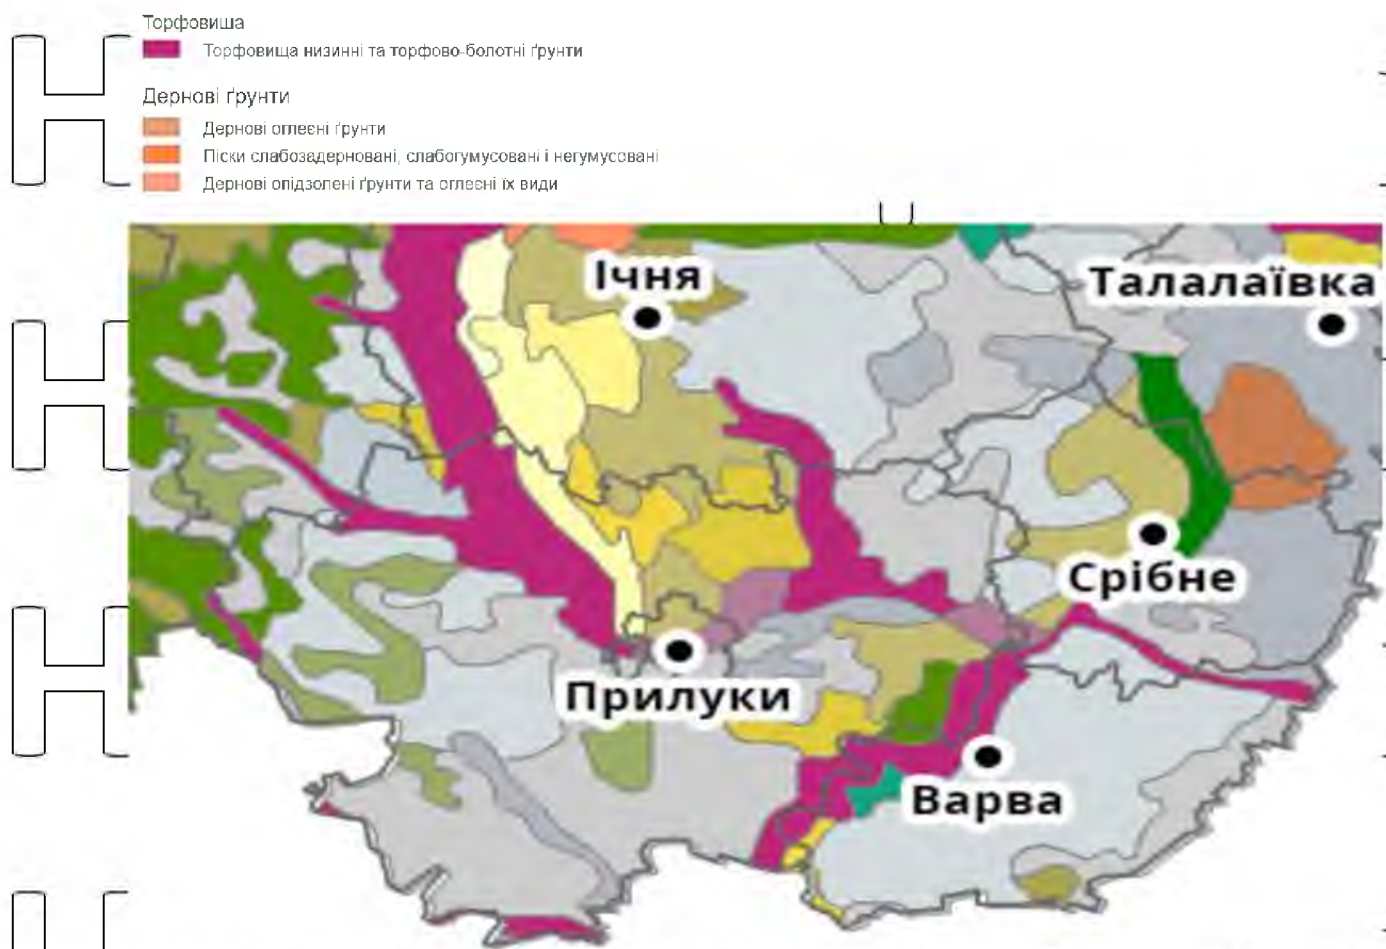 Торфовиша
Торфовища низинні та торфово-болотні ґрунти
Дернові ґрунти
Дернові оглеєні ґрунти
Піски слабозадерновані, слабогумусовані і негумусовані
Дернові опідзолені ґрунти та оглеєні їх види
Ічня
Талалаївка
Срібне
Прилуки
Варва